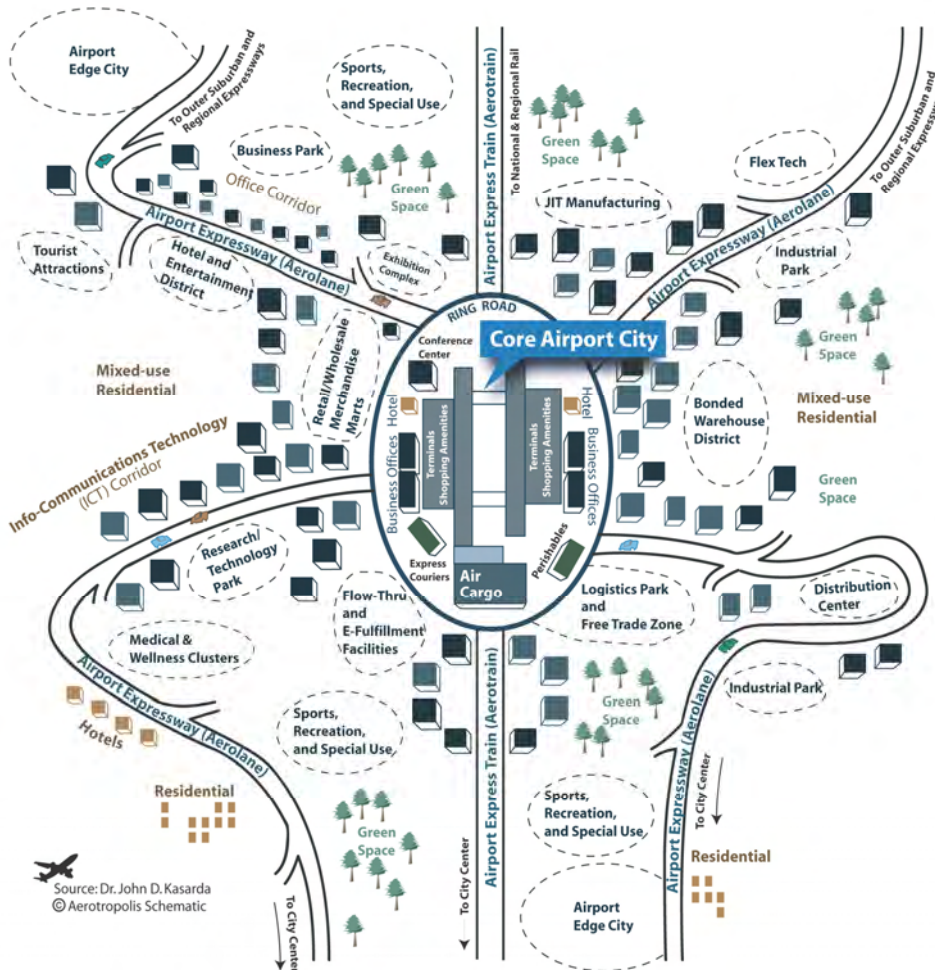 Airport
Edge City
To Outer Suburban and
Regional Expressways
Sports,
Recreation,
and Special Use
Airport Express Train (Aerotrain)
To National & Regional Rail
Green
Space
Flex Tech
To Outer Suburban and
Regional Expressways
Business Park
Office Corridor
Green
Space
JIT Manufacturing
Airport Expressway (Aerolane)
Airport Expressway (Aerolane)
Tourist
Attractions
Hotel and
Entertainment
District
Exhibition
Complex
Industrial
Park
RING ROAD
Core Airport City
Green
Space
Conference
Center
Mixed-use
Residential
Retail/Wholesale
Merchandise
Marts
Hotel
Hotel
Bonded
Warehouse
District
Mixed-use
Residential
Terminals
Shopping Amenities
Terminals
Shopping Amenities
Business Offices
Business Offices
Info-Communications Technology
(ICT) Corridor
Green
Space
Research/
Technology
Park
Express
Couriers
Perishables
Air
Cargo
Flow-Thru
and
E-Fulfillment
Facilities
Logistics Park
and
Free Trade Zone
Distribution
Center
Medical &
Wellness Clusters
Airport Expressway (Aerolane)
Hotels
Sports,
Recreation,
and Special Use
Airport Express Train (Aerotrain)
Green
Space
Industrial Park
Airport Expressway (Aerolane)
To City Center
Residential
Sports,
Recreation,
and Special Use
Green
Space
To City Center
Residential
Source: Dr. John D. Kasarda
© Aerotropolis Schematic
To City Center
Airport
Edge City